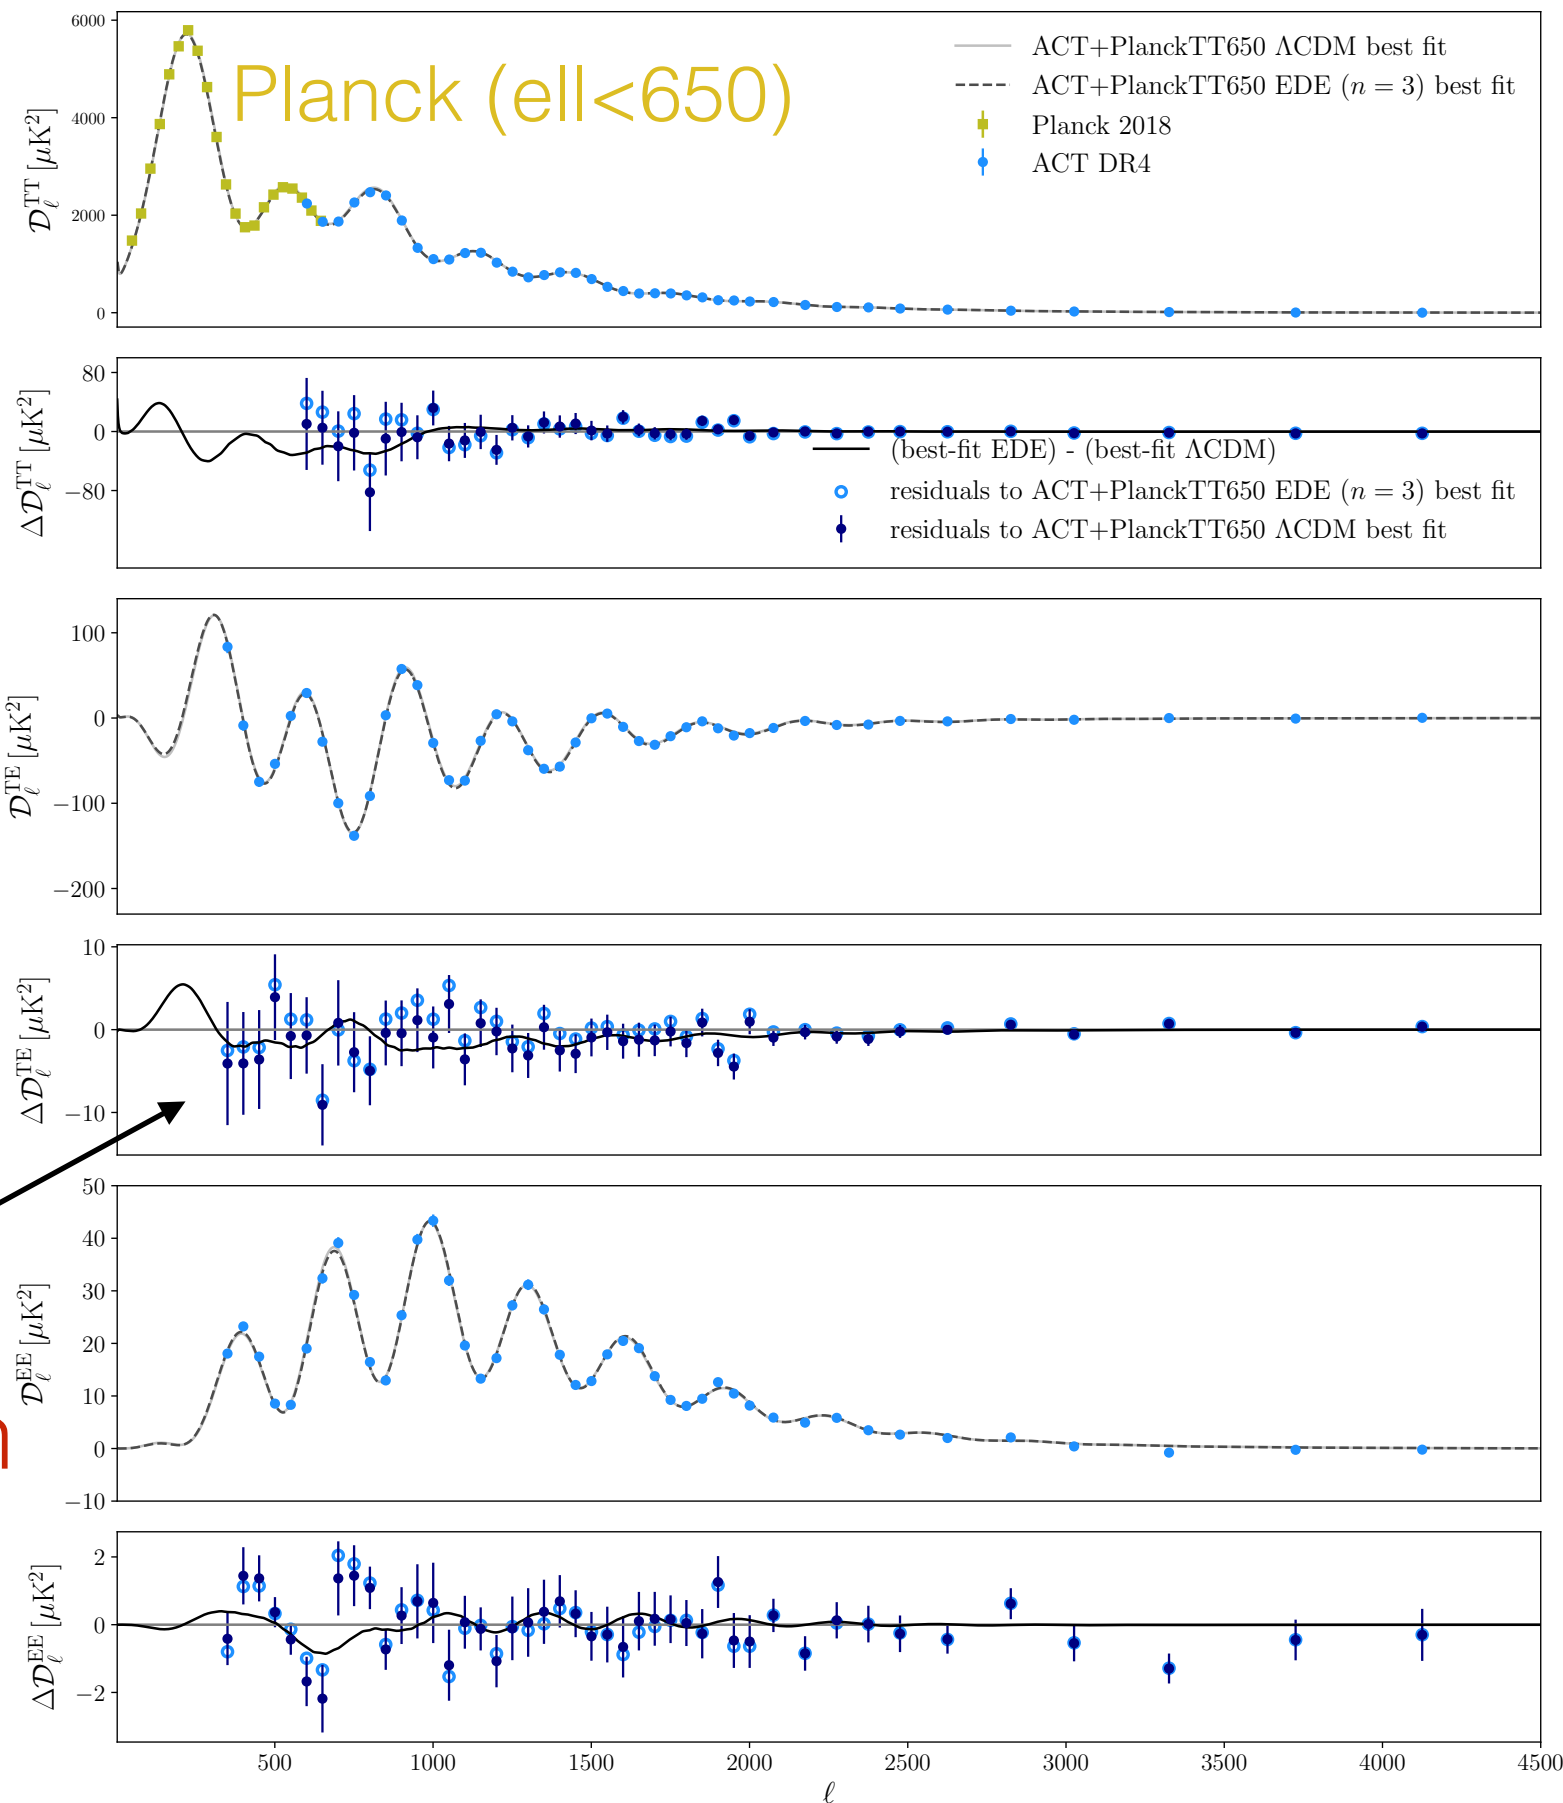 6000
4000
2000
0
𝒟_ℓ^TT [μK²]
Planck (ell<650)
ACT+PlanckTT650 ΛCDM best fit
ACT+PlanckTT650 EDE (n = 3) best fit
Planck 2018
ACT DR4
80
0
−80
Δ𝒟_ℓ^TT [μK²]
(best-fit EDE) - (best-fit ΛCDM)
residuals to ACT+PlanckTT650 EDE (n = 3) best fit
residuals to ACT+PlanckTT650 ΛCDM best fit
100
0
−100
−200
𝒟_ℓ^TE [μK²]
10
0
−10
Δ𝒟_ℓ^TE [μK²]
50
40
30
20
10
0
−10
𝒟_ℓ^EE [μK²]
2
0
−2
Δ𝒟_ℓ^EE [μK²]
500 1000 1500 2000 2500 3000 3500 4000 4500
ℓ